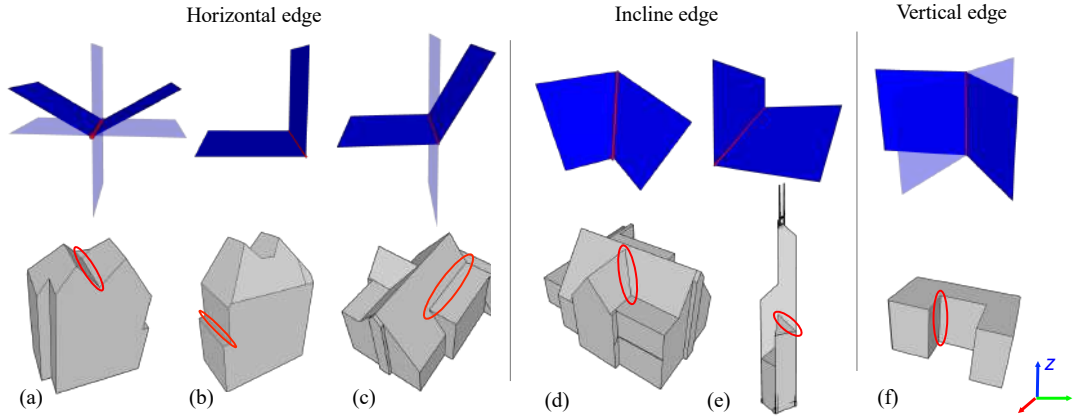 Horizontal edge
Incline edge
Vertical edge
(a)
(b)
(c)
(d)
(e)
(f)
z